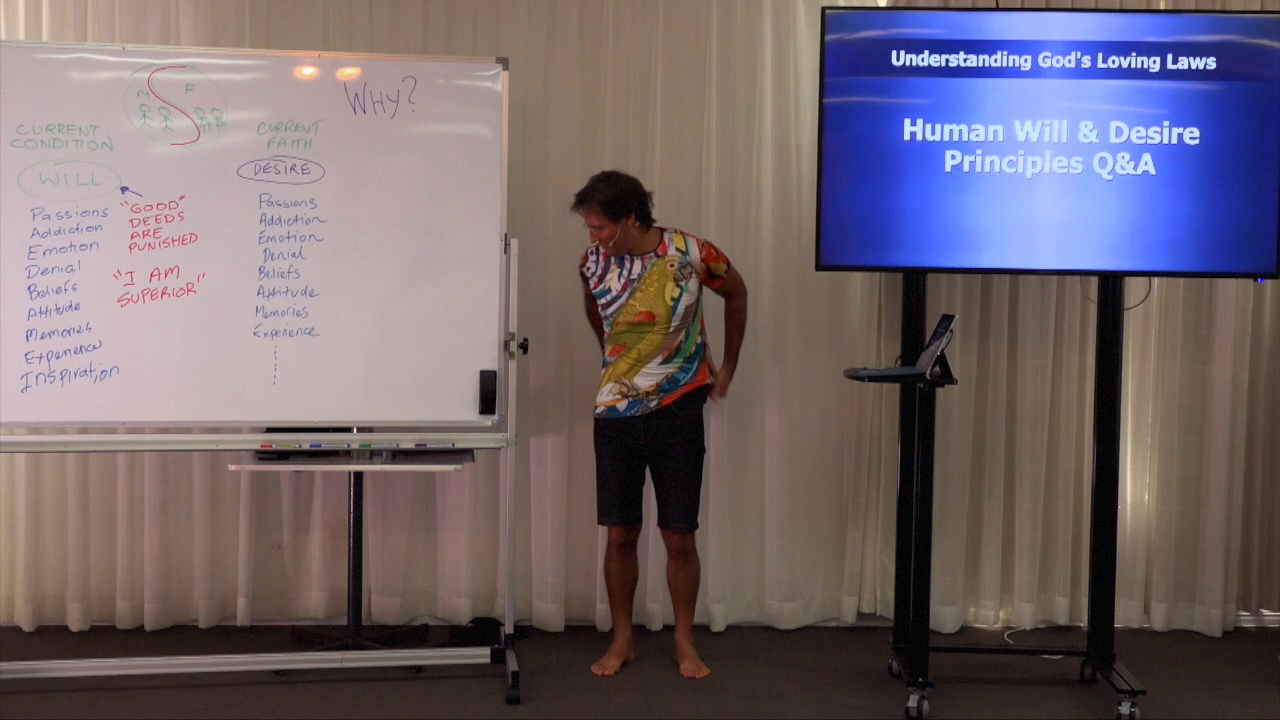 M F
WHY?
CURRENT
CONDITION
WILL
Passions
Addiction
Emotion
Denial
Beliefs
Attitude
Memories
Experience
Inspiration
"GOOD"
DEEDS
ARE
PUNISHED
"I AM
SUPERIOR"
CURRENT
FAITH
DESIRE
Passions
Addiction
Emotion
Denial
Beliefs
Attitude
Memories
Experience
Understanding God's Loving Laws
Human Will & Desire
Principles Q&A